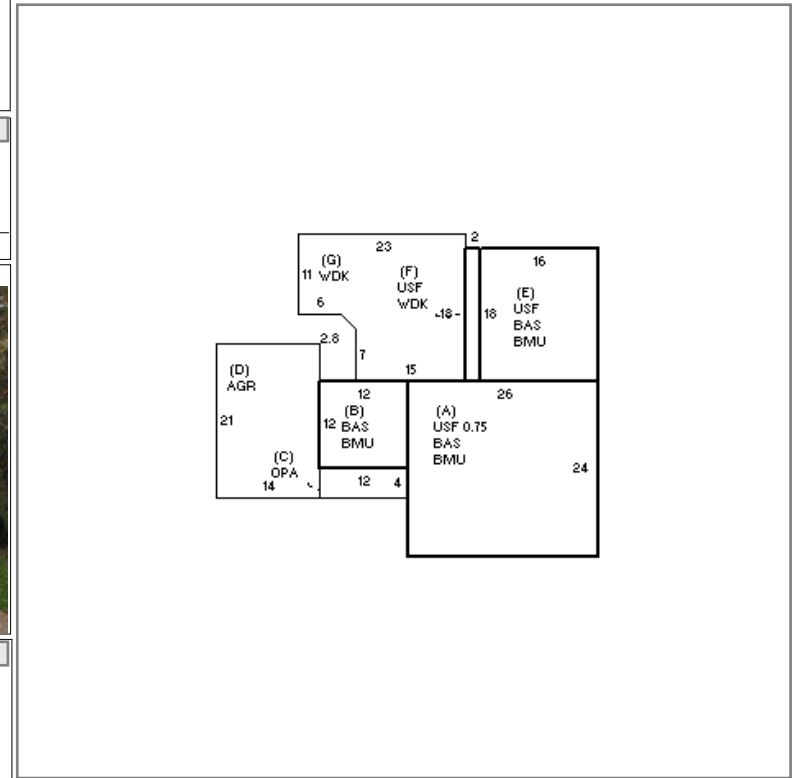 2
23
16
(G)
11 WDK
(F)
USF
WDK
(E)
USF
BAS
BMU
6
18
18
2.8
7
15
(D)
AGR
12
26
(B)
12 BAS
BMU
(A)
USF 0.75
BAS
BMU
21
(C)
OPA
14
12
4
24